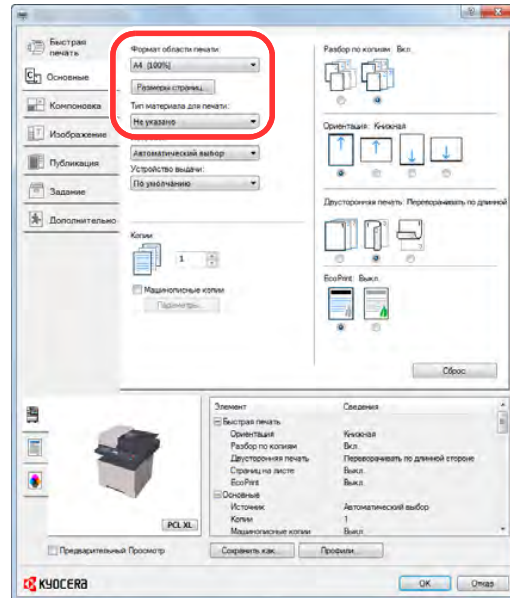 Быстрая
печать
Основные
Компоновка
Изображение
Публикация
Задание
Дополнительно
Формат области печати:
A4 [100%]
Размеры страниц...
Тип материала для печати:
Не указано
Автоматический выбор
Устройство выдачи:
По умолчанию
Копии
1
Машинописные копии
Параметры...
Разбор по копиям: Вкл.
Ориентация: Книжная
Двусторонняя печать: Переворачивать по длинной
EcoPrint: Выкл.
Сброс
PCL XL
Предварительный Просмотр
Элемент Сведения
Быстрая печать
Ориентация Книжная
Разбор по копиям Вкл.
Двусторонняя печать Переворачивать по длинной стороне
Страниц на листе Выкл.
EcoPrint Выкл.
Основные
Источник Автоматический выбор
Копии 1
Машинописные копии Выкл.
Сохранить как... Профили...
KYOCERA
OK Отказ